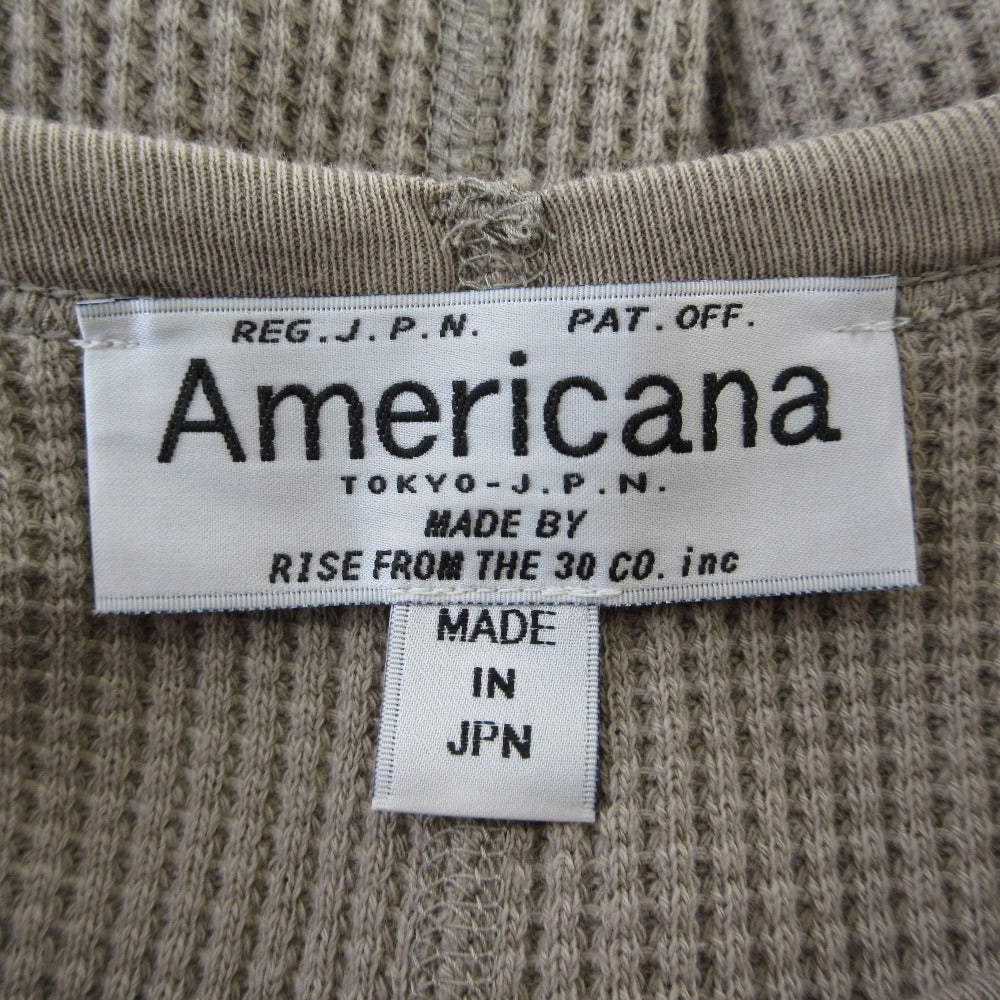 REG.J.P.N. PAT.OFF.
Americana
TOKYO-J.P.N.
MADE BY
RISE FROM THE 30 CO. inc
MADE
IN
JPN